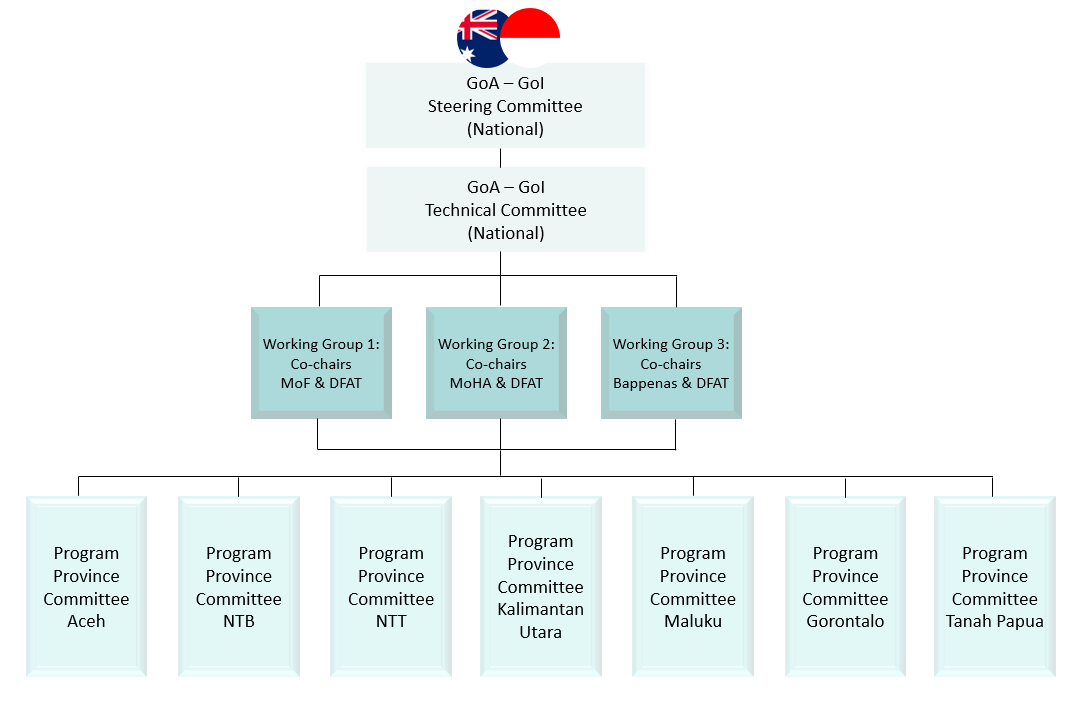 GoA – GoI
Steering Committee
(National)
GoA – GoI
Technical Committee
(National)
Working Group 1:
Co-chairs
MoF & DFAT
Working Group 2:
Co-chairs
MoHA & DFAT
Working Group 3:
Co-chairs
Bappenas & DFAT
Program
Province
Committee
Aceh
Program
Province
Committee
NTB
Program
Province
Committee
NTT
Program
Province
Committee
Kalimantan
Utara
Program
Province
Committee
Maluku
Program
Province
Committee
Gorontalo
Program
Province
Committee
Tanah Papua